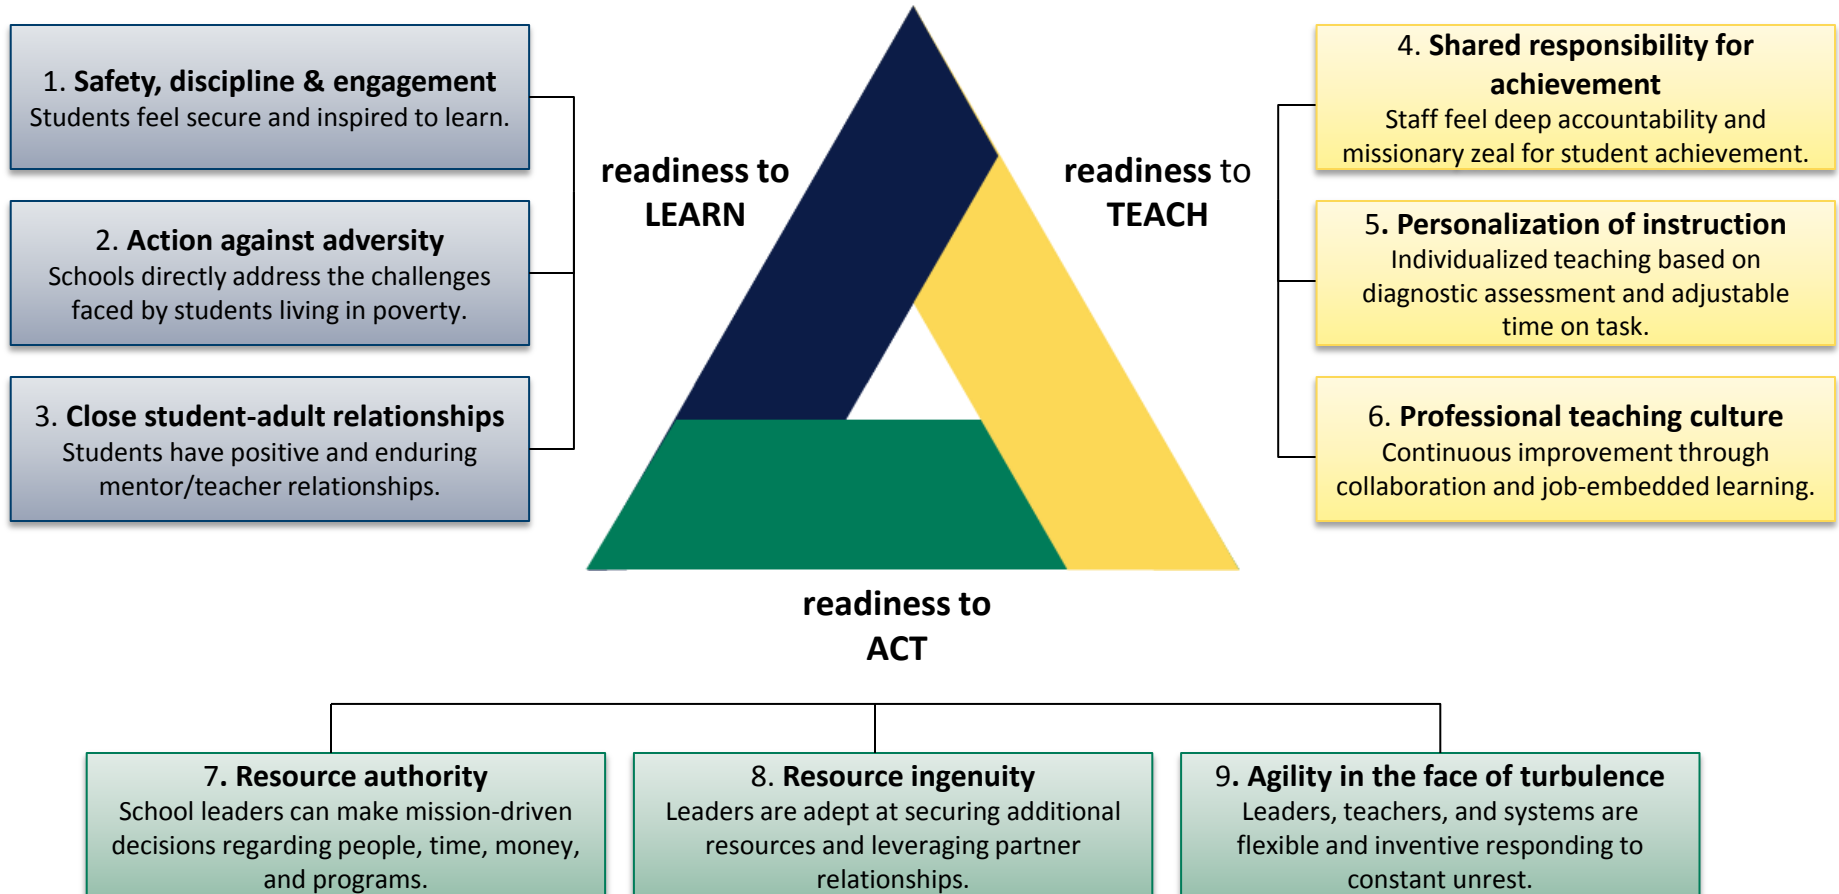 1. Safety, discipline & engagement
Students feel secure and inspired to learn.
2. Action against adversity
Schools directly address the challenges
faced by students living in poverty.
3. Close student-adult relationships
Students have positive and enduring
mentor/teacher relationships.
readiness to
LEARN
readiness to
TEACH
4. Shared responsibility for
achievement
Staff feel deep accountability and
missionary zeal for student achievement.
5. Personalization of instruction
Individualized teaching based on
diagnostic assessment and adjustable
time on task.
6. Professional teaching culture
Continuous improvement through
collaboration and job-embedded learning.
readiness to
ACT
7. Resource authority
School leaders can make mission-driven
decisions regarding people, time, money,
and programs.
8. Resource ingenuity
Leaders are adept at securing additional
resources and leveraging partner
relationships.
9. Agility in the face of turbulence
Leaders, teachers, and systems are
flexible and inventive responding to
constant unrest.